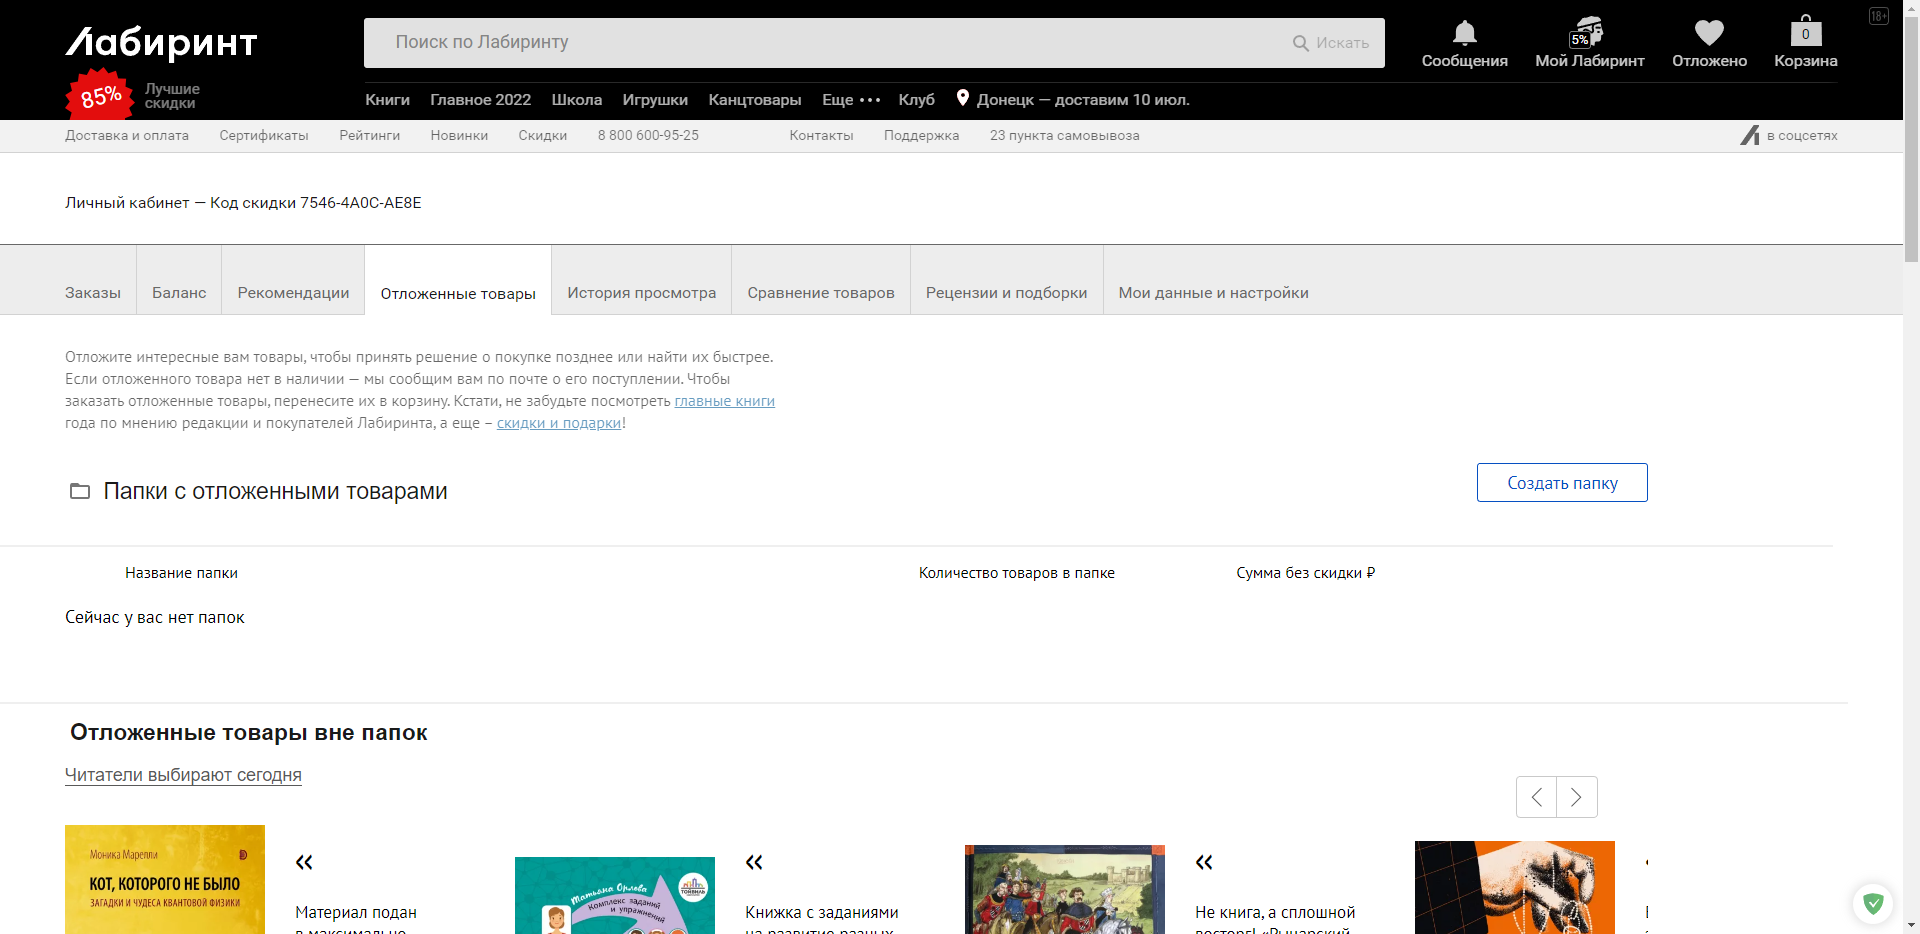 Лабиринт
85%
Лучшие
скидки
Поиск по Лабиринту
Искать
Сообщения
5%
Мой Лабиринт
Отложено
0
Корзина
18+
Книги Главное 2022 Школа Игрушки Канцтовары Еще ••• Клуб Донецк — доставим 10 июл.
Доставка и оплата Сертификаты Рейтинги Новинки Скидки 8 800 600-95-25 Контакты Поддержка 23 пункта самовывоза в соцсетях
Личный кабинет — Код скидки 7546-4A0C-AE8E
Заказы Баланс Рекомендации Отложенные товары История просмотра Сравнение товаров Рецензии и подборки Мои данные и настройки
Отложите интересные вам товары, чтобы принять решение о покупке позднее или найти их быстрее.
Если отложенного товара нет в наличии — мы сообщим вам по почте о его поступлении. Чтобы
заказать отложенные товары, перенесите их в корзину. Кстати, не забудьте посмотреть главные книги
года по мнению редакции и покупателей Лабиринта, а еще – скидки и подарки!
Папки с отложенными товарами
Создать папку
Название папки Количество товаров в папке Сумма без скидки ₽
Сейчас у вас нет папок
Отложенные товары вне папок
Читатели выбирают сегодня
Моника Марелли
КОТ, КОТОРОГО НЕ БЫЛО
ЗАГАДКИ И ЧУДЕСА КВАНТОВОЙ ФИЗИКИ
«
Материал подан
в максимально
Татьяна Орлова
Комплекс заданий
и упражнений
ТОЙВИЛЬ
«
Книжка с заданиями
на развитие разных
«
Не книга, а сплошной
восторг! «Рыцарский